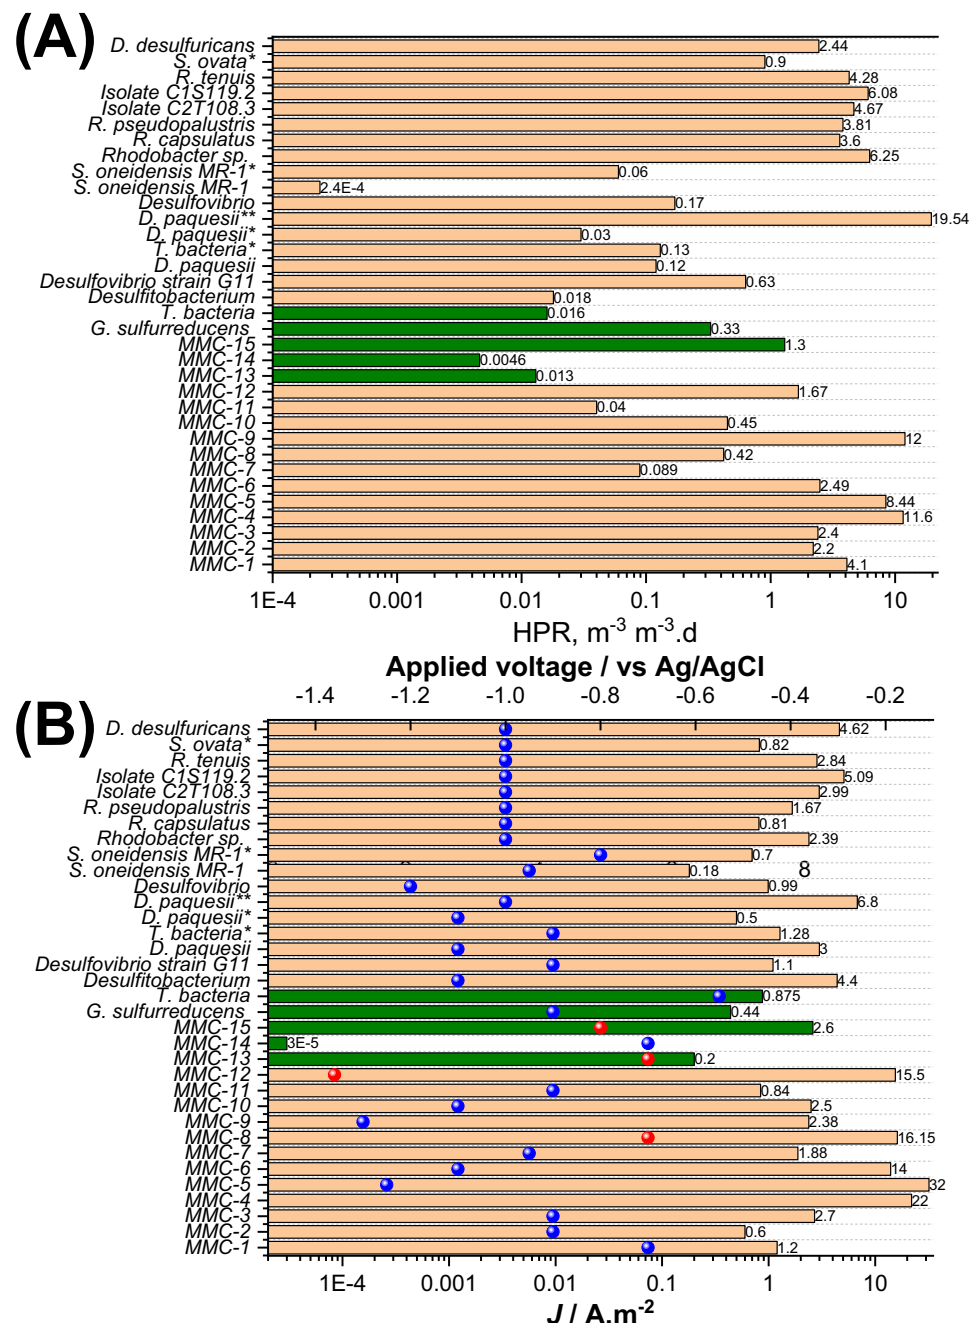 (A)
D. desulfuricans 2.44
S. ovata* 0.9
R. tenuis 4.28
Isolate C1S119.2 6.08
Isolate C2T108.3 4.67
R. pseudopalustris 3.81
R. capsulatus 3.6
Rhodobacter sp. 6.25
S. oneidensis MR-1* 0.06
S. oneidensis MR-1 2.4E-4
Desulfovibrio 0.17
D. paquesii** 19.54
D. paquesii* 0.03
T. bacteria* 0.13
D. paquesii 0.12
Desulfovibrio strain G11 0.63
Desulfitobacterium 0.018
T. bacteria 0.016
G. sulfurreducens 0.33
MMC-15 1.3
MMC-14 0.0046
MMC-13 0.013
MMC-12 1.67
MMC-11 0.04
MMC-10 0.45
MMC-9 12
MMC-8 0.42
MMC-7 0.089
MMC-6 2.49
MMC-5 8.44
MMC-4 11.6
MMC-3 2.4
MMC-2 2.2
MMC-1 4.1
1E-4 0.001 0.01 0.1 1 10
HPR, m⁻³ m⁻³.d
Applied voltage / vs Ag/AgCl
-1.4 -1.2 -1.0 -0.8 -0.6 -0.4 -0.2
(B)
D. desulfuricans 4.62
S. ovata* 0.82
R. tenuis 2.84
Isolate C1S119.2 5.09
Isolate C2T108.3 2.99
R. pseudopalustris 1.67
R. capsulatus 0.81
Rhodobacter sp. 2.39
S. oneidensis MR-1* 0.7
S. oneidensis MR-1 0.18 8
Desulfovibrio 0.99
D. paquesii** 6.8
D. paquesii* 0.5
T. bacteria* 1.28
D. paquesii 3
Desulfovibrio strain G11 1.1
Desulfitobacterium 4.4
T. bacteria 0.875
G. sulfurreducens 0.44
MMC-15 2.6
MMC-14 3E-5
MMC-13 0.2
MMC-12 15.5
MMC-11 0.84
MMC-10 2.5
MMC-9 2.38
MMC-8 16.15
MMC-7 1.88
MMC-6 14
MMC-5 32
MMC-4 22
MMC-3 2.7
MMC-2 0.6
MMC-1 1.2
1E-4 0.001 0.01 0.1 1 10
J / A.m⁻²